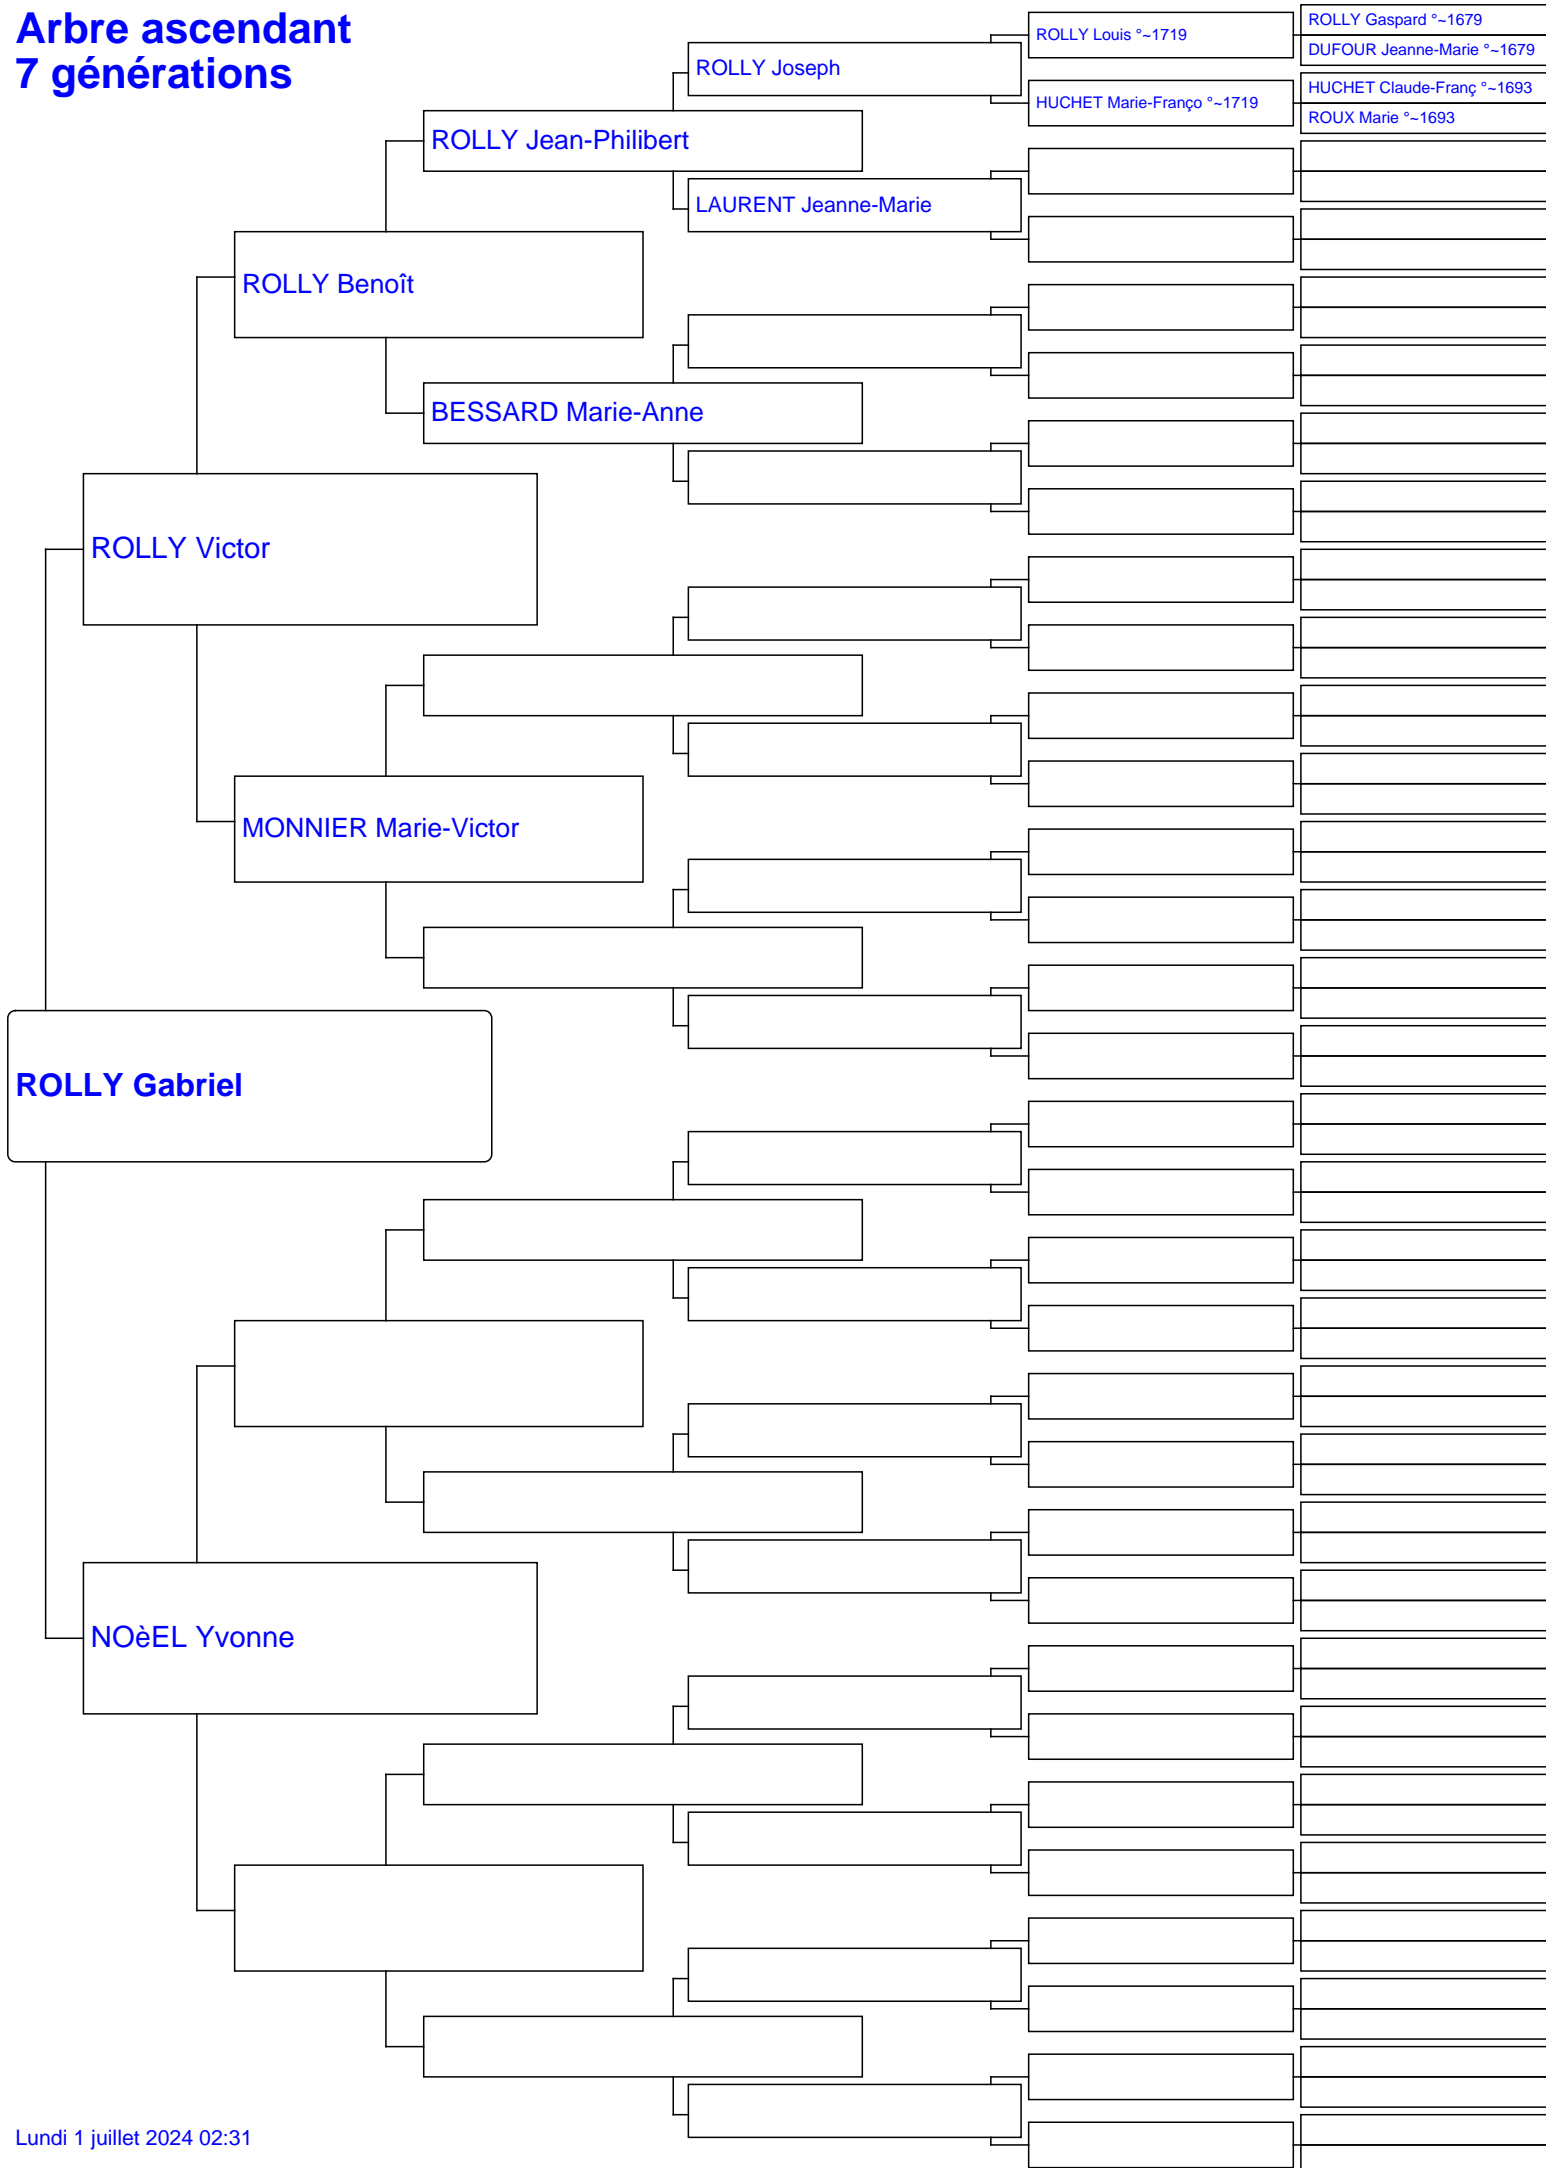 Arbre ascendant
7 générations
ROLLY Louis °~1719
ROLLY Gaspard °~1679
DUFOUR Jeanne-Marie °~1679
ROLLY Joseph
HUCHET Marie-Franço °~1719
HUCHET Claude-Franç °~1693
ROUX Marie °~1693
ROLLY Jean-Philibert
LAURENT Jeanne-Marie
ROLLY Benoît
BESSARD Marie-Anne
ROLLY Victor
MONNIER Marie-Victor
ROLLY Gabriel
NOèEL Yvonne
Lundi 1 juillet 2024 02:31